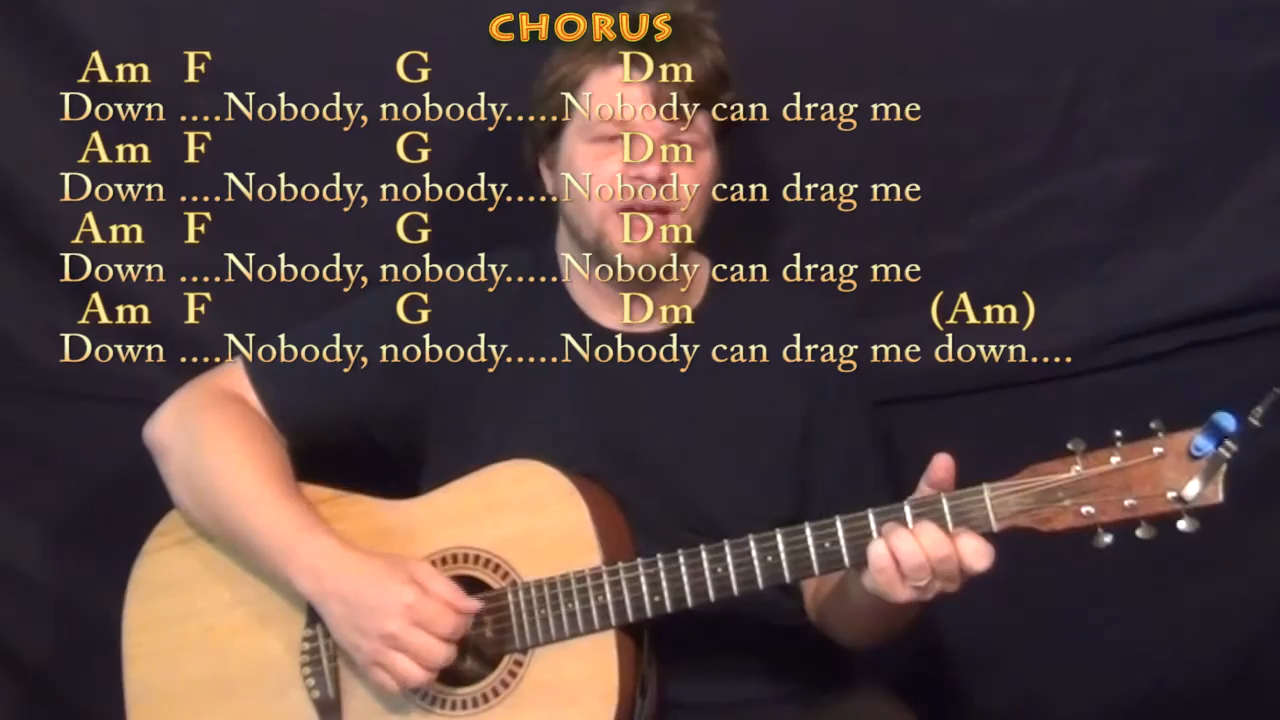 CHORUS
Am F G Dm
Down ....Nobody, nobody.....Nobody can drag me
Am F G Dm
Down ....Nobody, nobody.....Nobody can drag me
Am F G Dm
Down ....Nobody, nobody.....Nobody can drag me
Am F G Dm (Am)
Down ....Nobody, nobody.....Nobody can drag me down....